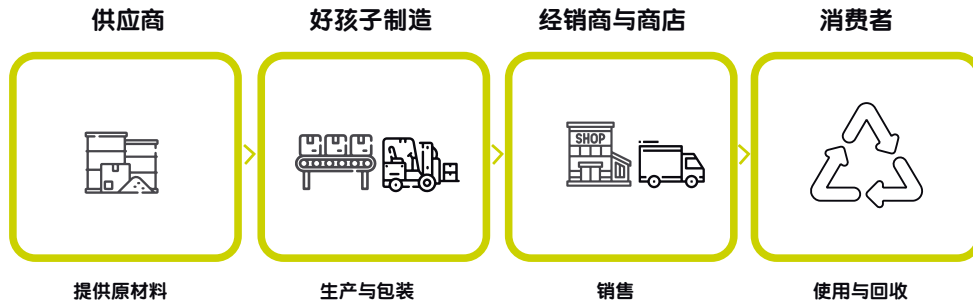 供应商
好孩子制造
经销商与商店
消费者
SHOP
提供原材料
生产与包装
销售
使用与回收